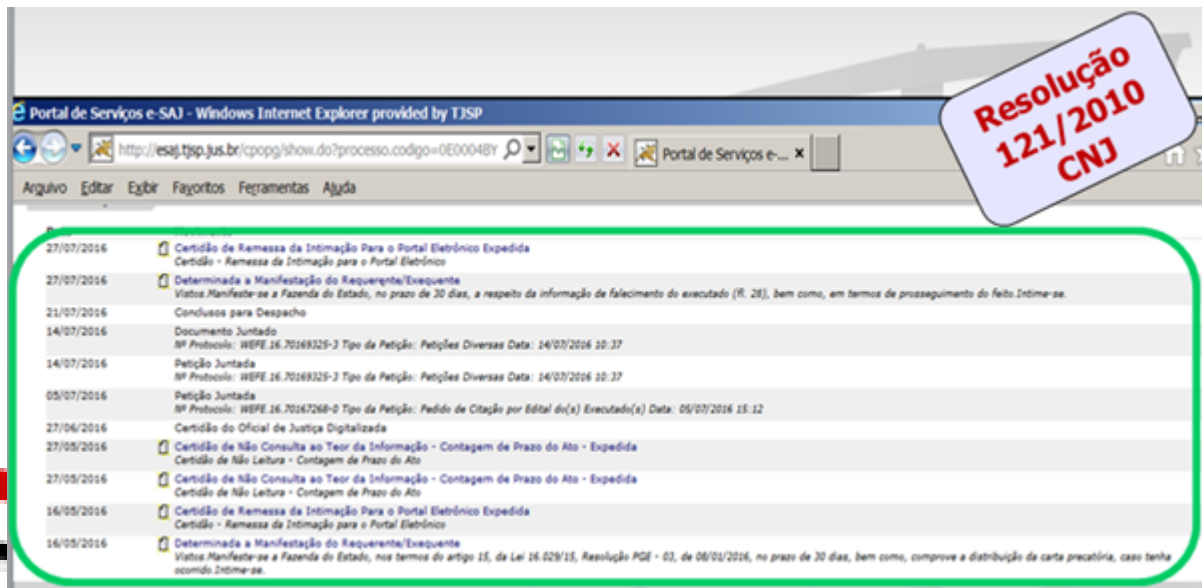 Resolução
121/2010
CNJ
Portal de Serviços e-SAJ - Windows Internet Explorer provided by TJSP
http://esaj.tjsp.jus.br/cpopg/show.do?processo.codigo=0E00048Y
Portal de Serviços e-...
Arquivo Editar Exibir Favoritos Ferramentas Ajuda
27/07/2016 Certidão de Remessa da Intimação Para o Portal Eletrônico Expedida
Certidão - Remessa da Intimação para o Portal Eletrônico
27/07/2016 Determinada a Manifestação do Requerente/Exequente
Vistos.Manifeste-se a Fazenda do Estado, no prazo de 30 dias, a respeito da informação de falecimento do executado (fl. 28), bem como, em termos de prosseguimento do feito.Intime-se.
21/07/2016 Conclusos para Despacho
14/07/2016 Documento Juntado
Nº Protocolo: WEFE.16.70169325-3 Tipo da Petição: Petições Diversas Data: 14/07/2016 10:37
14/07/2016 Petição Juntada
Nº Protocolo: WEFE.16.70169325-3 Tipo da Petição: Petições Diversas Data: 14/07/2016 10:37
05/07/2016 Petição Juntada
Nº Protocolo: WEFE.16.70167268-0 Tipo da Petição: Pedido de Citação por Edital do(s) Executado(s) Data: 05/07/2016 15:12
27/06/2016 Certidão do Oficial de Justiça Digitalizada
27/05/2016 Certidão de Não Consulta ao Teor da Informação - Contagem de Prazo do Ato - Expedida
Certidão de Não Leitura - Contagem de Prazo do Ato
27/05/2016 Certidão de Não Consulta ao Teor da Informação - Contagem de Prazo do Ato - Expedida
Certidão de Não Leitura - Contagem de Prazo do Ato
16/05/2016 Certidão de Remessa da Intimação Para o Portal Eletrônico Expedida
Certidão - Remessa da Intimação para o Portal Eletrônico
16/05/2016 Determinada a Manifestação do Requerente/Exequente
Vistos.Manifeste-se a Fazenda do Estado, nos termos do artigo 15, da Lei 16.029/15, Resolução PGE - 03, de 08/01/2016, no prazo de 30 dias, bem como, comprove a distribuição da carta precatória, caso tenha
ocorrido.Intime-se.